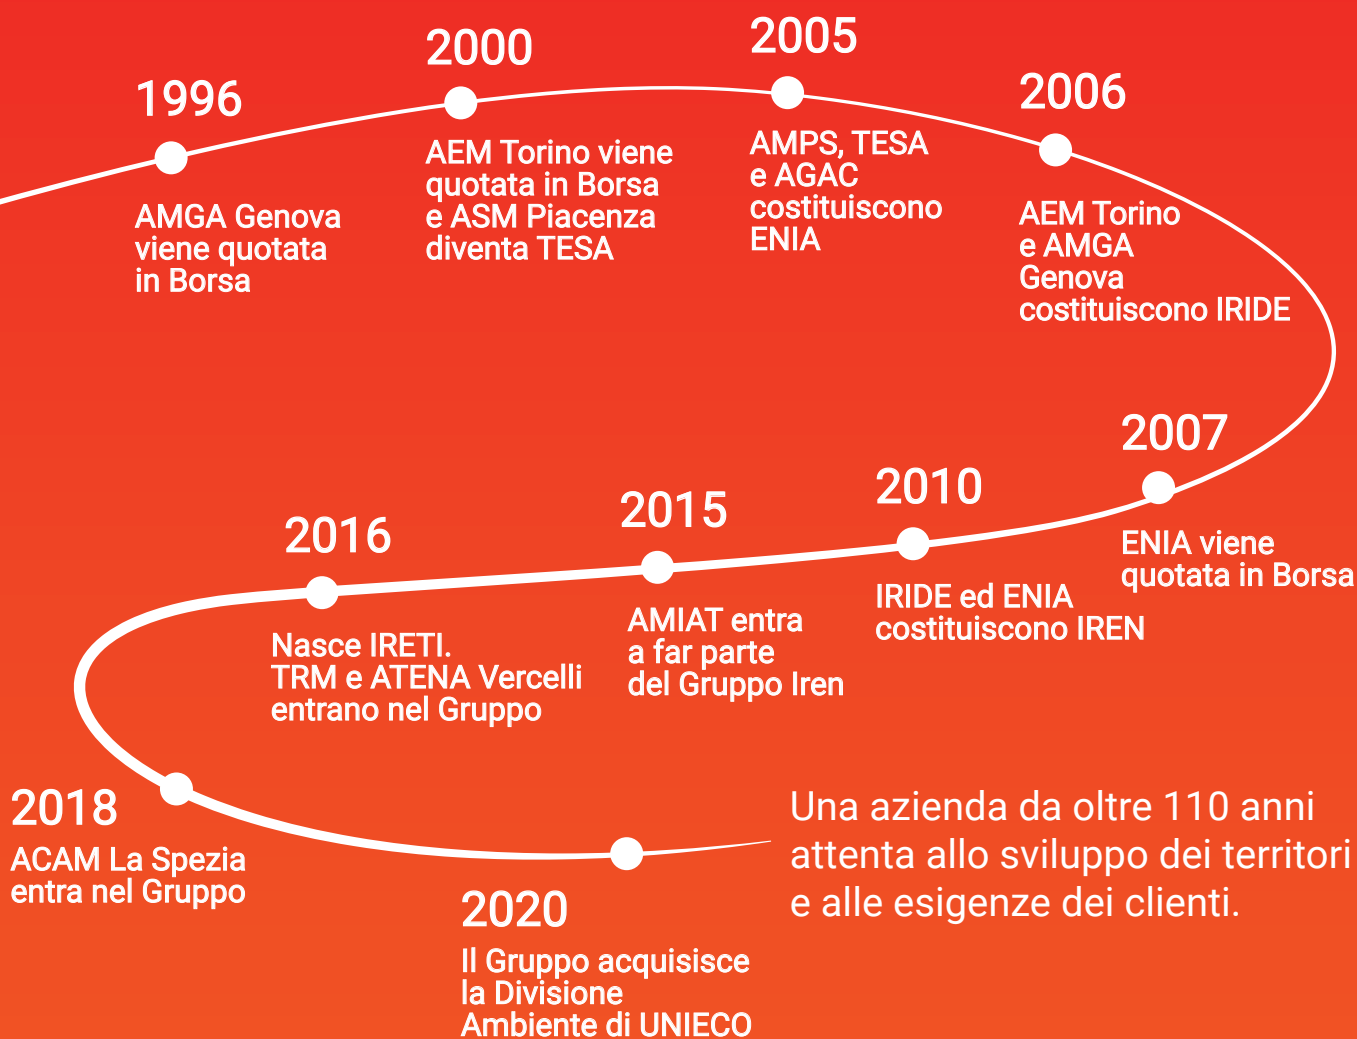 1996
AMGA Genova
viene quotata
in Borsa
2000
AEM Torino viene
quotata in Borsa
e ASM Piacenza
diventa TESA
2005
AMPS, TESA
e AGAC
costituiscono
ENIA
2006
AEM Torino
e AMGA
Genova
costituiscono IRIDE
2007
ENIA viene
quotata in Borsa
2010
IRIDE ed ENIA
costituiscono IREN
2015
AMIAT entra
a far parte
del Gruppo Iren
2016
Nasce IRETI.
TRM e ATENA Vercelli
entrano nel Gruppo
2018
ACAM La Spezia
entra nel Gruppo
2020
Il Gruppo acquisisce
la Divisione
Ambiente di UNIECO
Una azienda da oltre 110 anni
attenta allo sviluppo dei territori
e alle esigenze dei clienti.